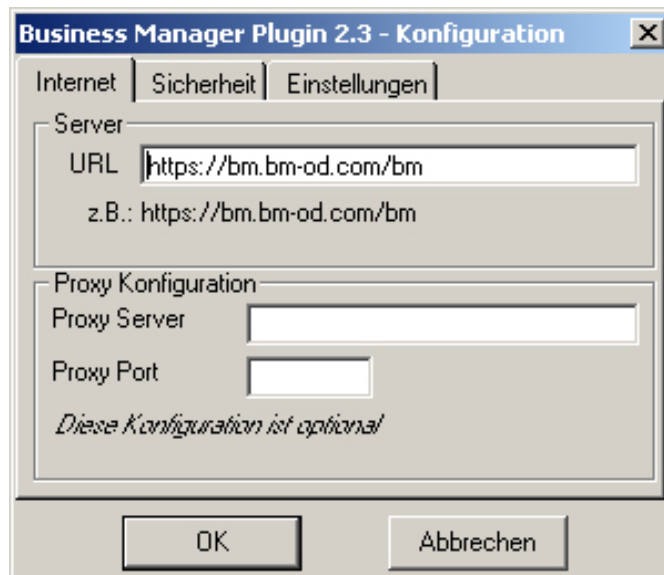 Business Manager Plugin 2.3 - Konfiguration
Internet Sicherheit Einstellungen
Server
URL https://bm.bm-od.com/bm
z.B.: https://bm.bm-od.com/bm
Proxy Konfiguration
Proxy Server
Proxy Port
Diese Konfiguration ist optional
OK Abbrechen